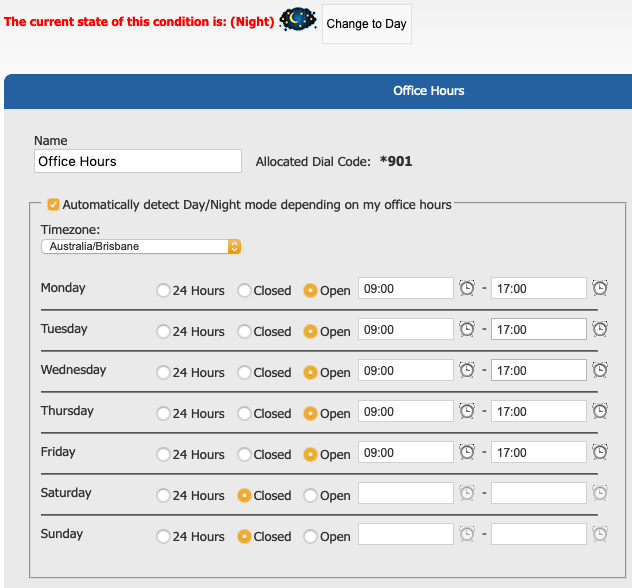 The current state of this condition is: (Night) Change to Day
Office Hours
Name
Office Hours Allocated Dial Code: *901
Automatically detect Day/Night mode depending on my office hours
Timezone:
Australia/Brisbane
Monday 24 Hours Closed Open 09:00 - 17:00
Tuesday 24 Hours Closed Open 09:00 - 17:00
Wednesday 24 Hours Closed Open 09:00 - 17:00
Thursday 24 Hours Closed Open 09:00 - 17:00
Friday 24 Hours Closed Open 09:00 - 17:00
Saturday 24 Hours Closed Open -
Sunday 24 Hours Closed Open -